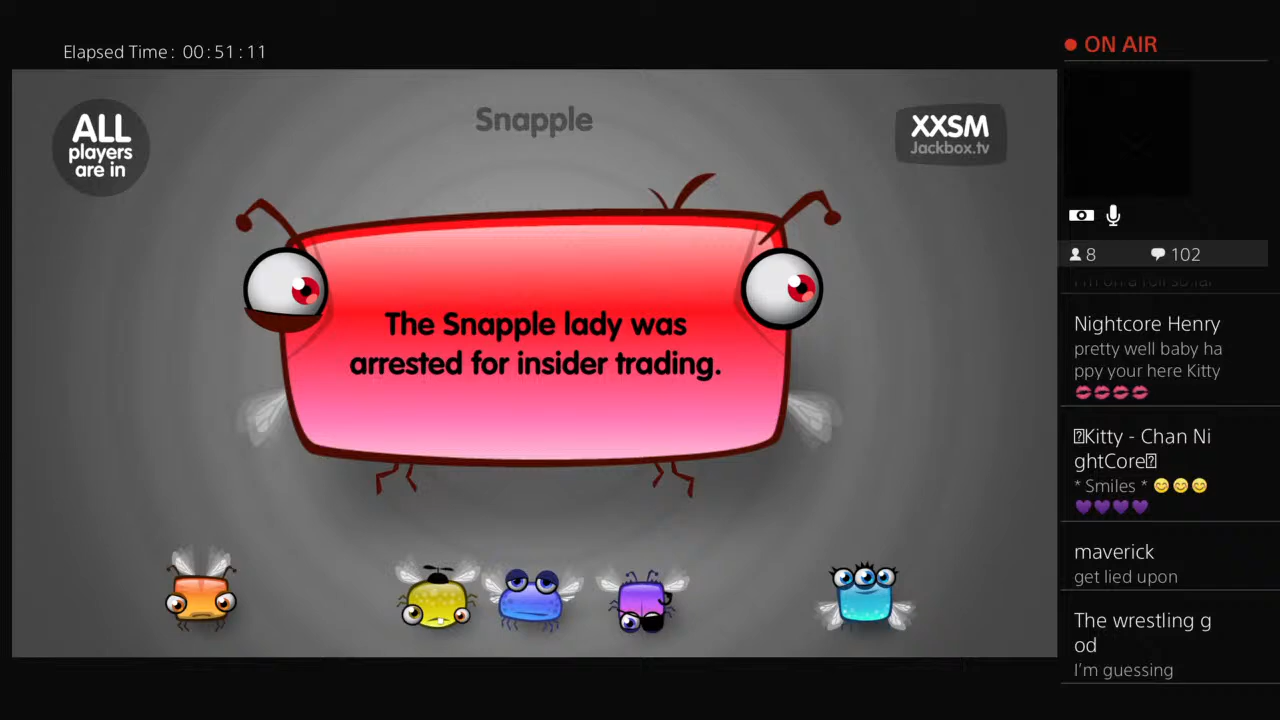 Elapsed Time: 00:51:11
ON AIR
ALL
players
are in
Snapple
XXSM
Jackbox.tv
The Snapple lady was
arrested for insider trading.
8
102
Nightcore Henry
pretty well baby ha
ppy your here Kitty
💋💋💋💋
Kitty - Chan Ni
ghtCore
* Smiles * 😊😊😊
💜💜💜💜
maverick
get lied upon
The wrestling g
od
I'm guessing